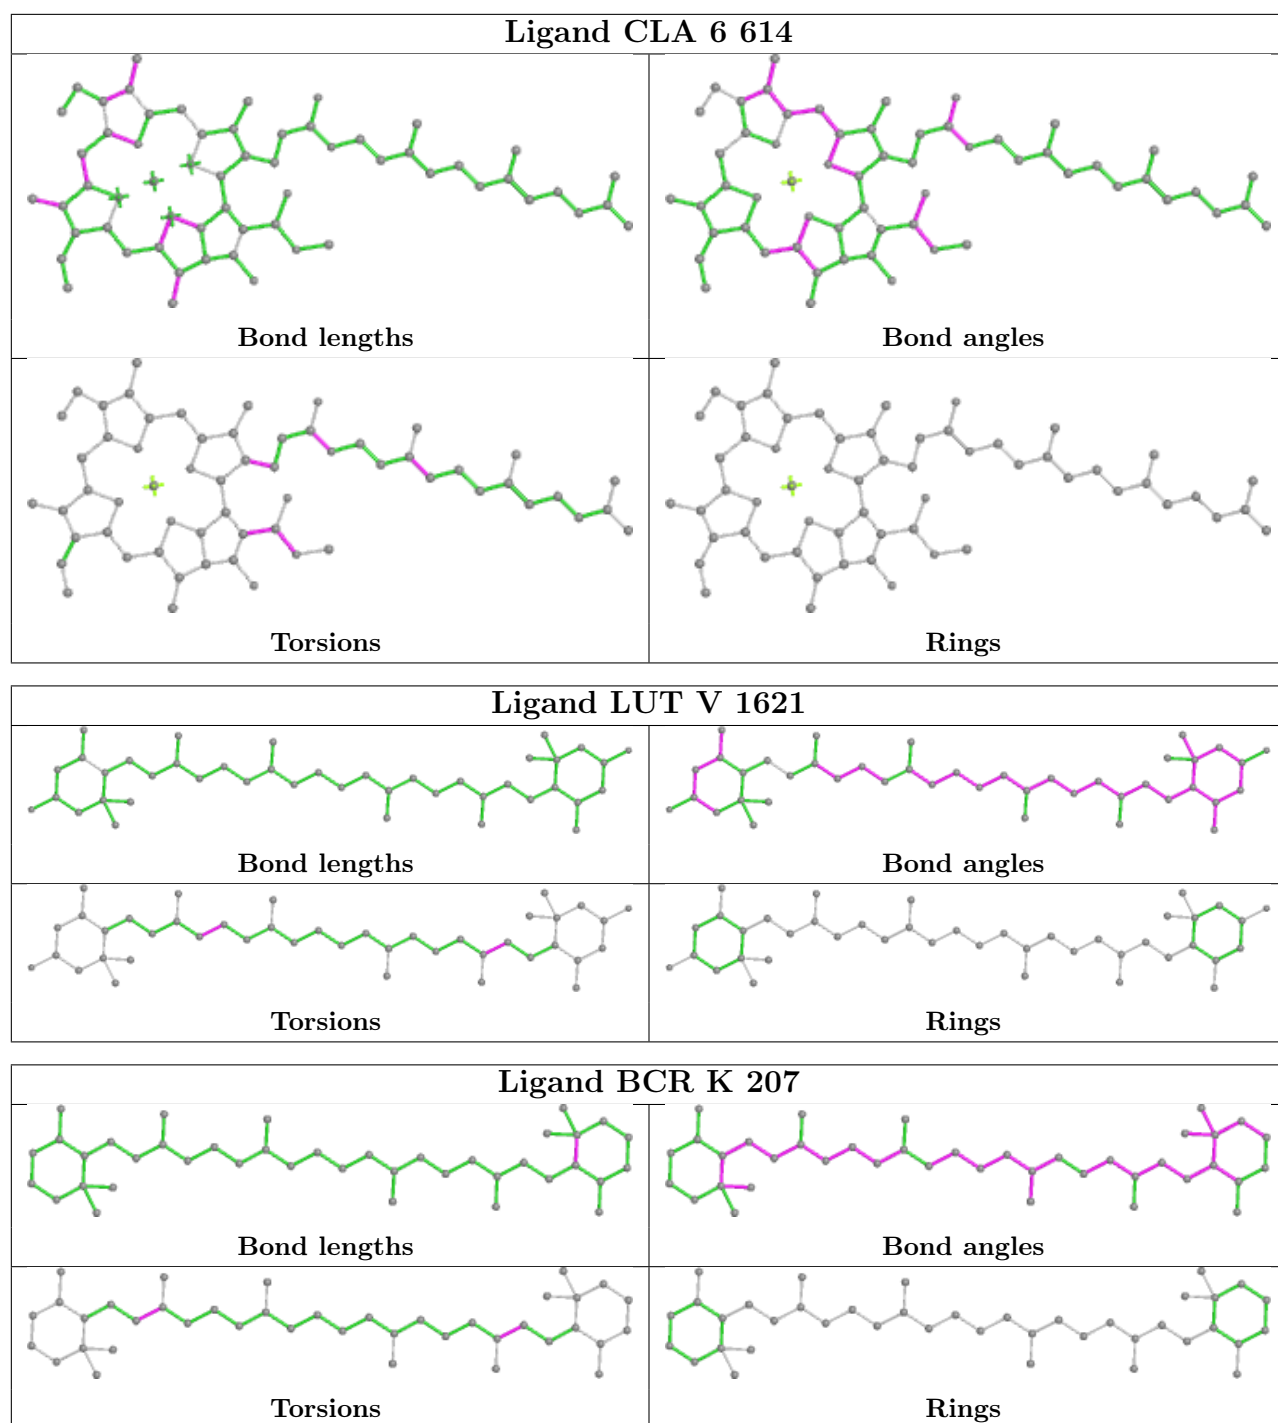 Ligand CLA 6 614
Bond lengths
Bond angles
Torsions
Rings
Ligand LUT V 1621
Bond lengths
Bond angles
Torsions
Rings
Ligand BCR K 207
Bond lengths
Bond angles
Torsions
Rings